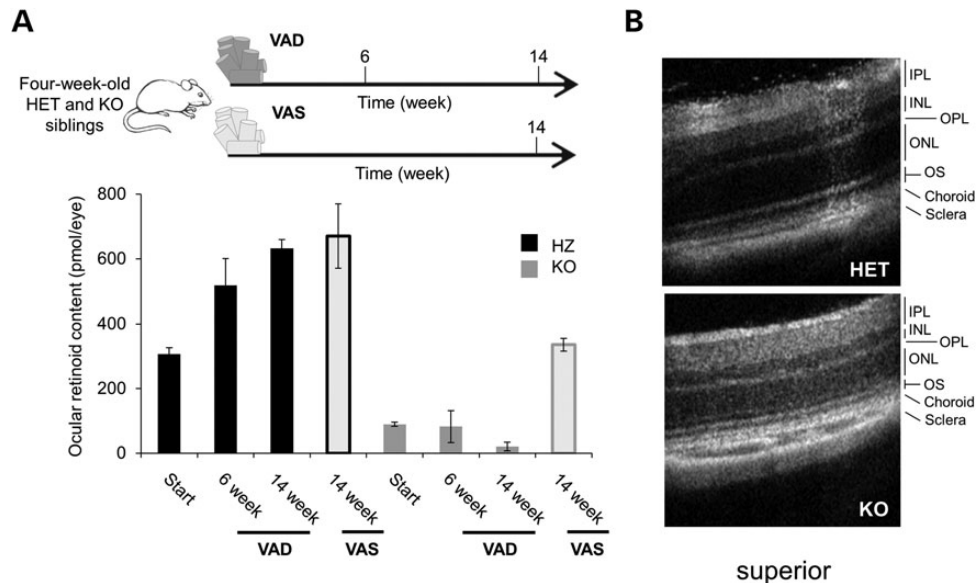 A
VAD
6
14
Time (week)
Four-week-old
HET and KO
siblings
VAS
14
Time (week)
Ocular retinoid content (pmol/eye)
800
600
400
200
0
HZ
KO
Start
6 week
14 week
14 week
Start
6 week
14 week
14 week
VAD
VAS
VAD
VAS
B
IPL
INL
OPL
ONL
OS
Choroid
Sclera
HET
IPL
INL
OPL
ONL
OS
Choroid
Sclera
KO
superior